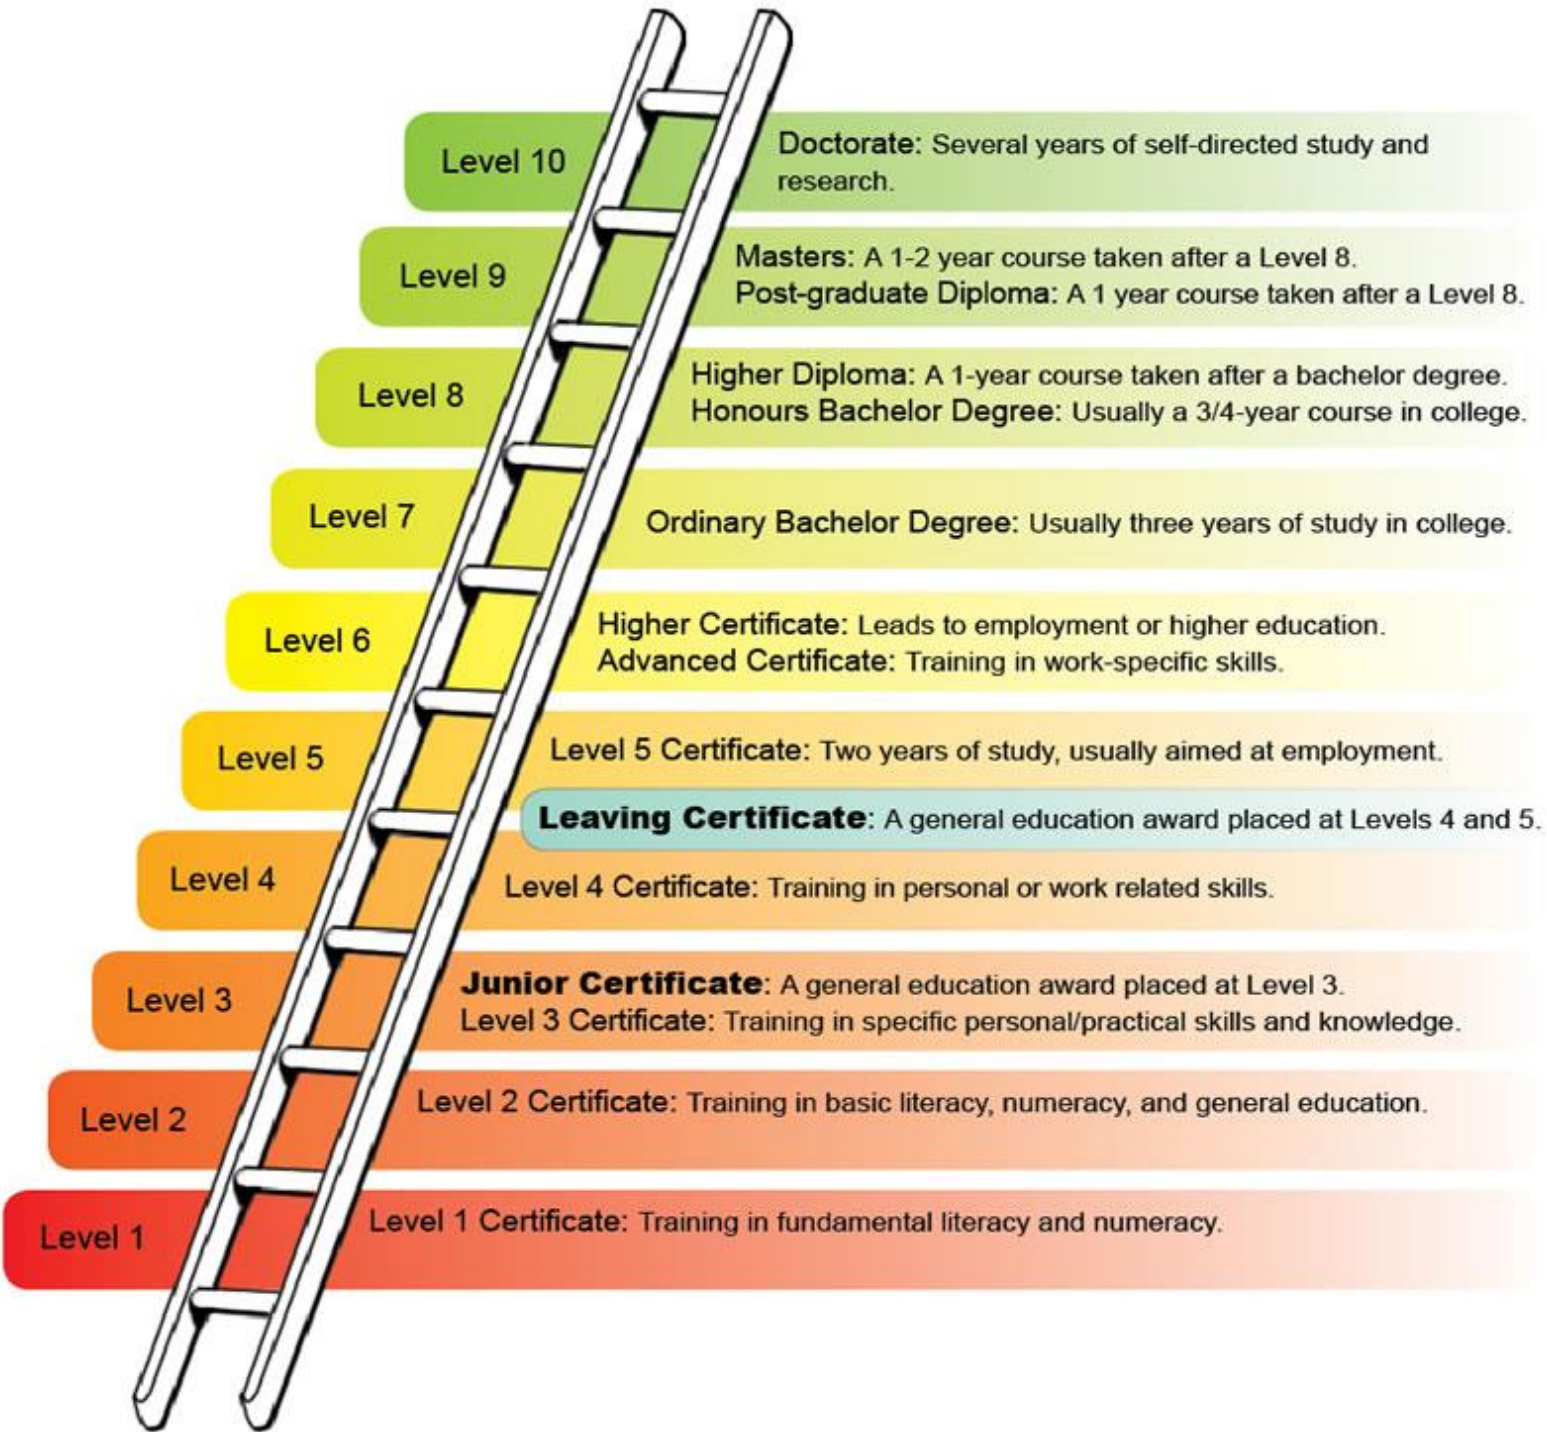 Level 10
Doctorate: Several years of self-directed study and
research.
Level 9
Masters: A 1-2 year course taken after a Level 8.
Post-graduate Diploma: A 1 year course taken after a Level 8.
Level 8
Higher Diploma: A 1-year course taken after a bachelor degree.
Honours Bachelor Degree: Usually a 3/4-year course in college.
Level 7
Ordinary Bachelor Degree: Usually three years of study in college.
Level 6
Higher Certificate: Leads to employment or higher education.
Advanced Certificate: Training in work-specific skills.
Level 5
Level 5 Certificate: Two years of study, usually aimed at employment.
Leaving Certificate: A general education award placed at Levels 4 and 5.
Level 4
Level 4 Certificate: Training in personal or work related skills.
Level 3
Junior Certificate: A general education award placed at Level 3.
Level 3 Certificate: Training in specific personal/practical skills and knowledge.
Level 2
Level 2 Certificate: Training in basic literacy, numeracy, and general education.
Level 1
Level 1 Certificate: Training in fundamental literacy and numeracy.